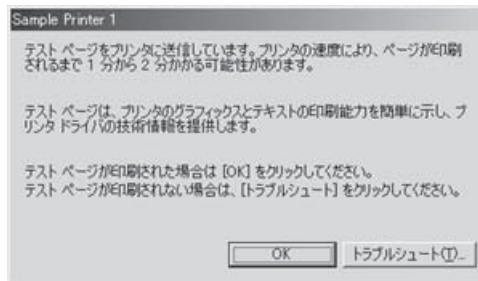 Sample Printer 1
テスト ページをプリンタに送信しています。プリンタの速度により、ページが印刷
されるまで 1 分から 2 分かかる可能性があります。
テスト ページは、プリンタのグラフィックスとテキストの印刷能力を簡単に示し、プ
リンタ ドライバの技術情報を提供します。
テスト ページが印刷された場合は [OK] をクリックしてください。
テスト ページが印刷されない場合は、[トラブルシュート] をクリックしてください。
OK
トラブルシュート(T)...